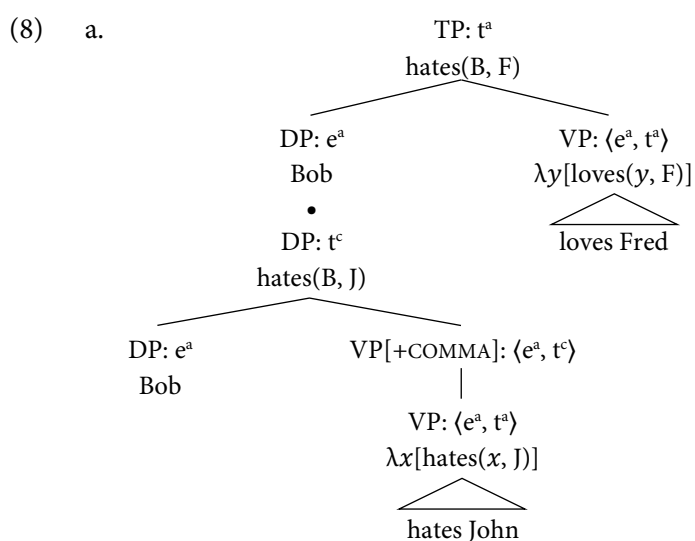 (8) a. TP: tᵃ
hates(B, F)
DP: eᵃ VP: ⟨eᵃ, tᵃ⟩
Bob λy[loves(y, F)]
•
DP: tᶜ loves Fred
hates(B, J)
DP: eᵃ VP[+COMMA]: ⟨eᵃ, tᶜ⟩
Bob
VP: ⟨eᵃ, tᵃ⟩
λx[hates(x, J)]
hates John